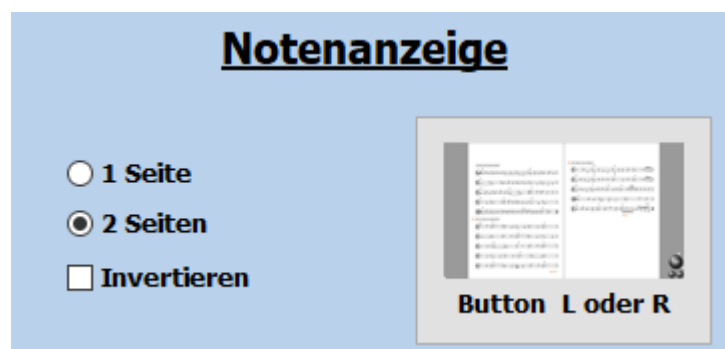 Notenanzeige
1 Seite
2 Seiten
Invertieren
Button L oder R